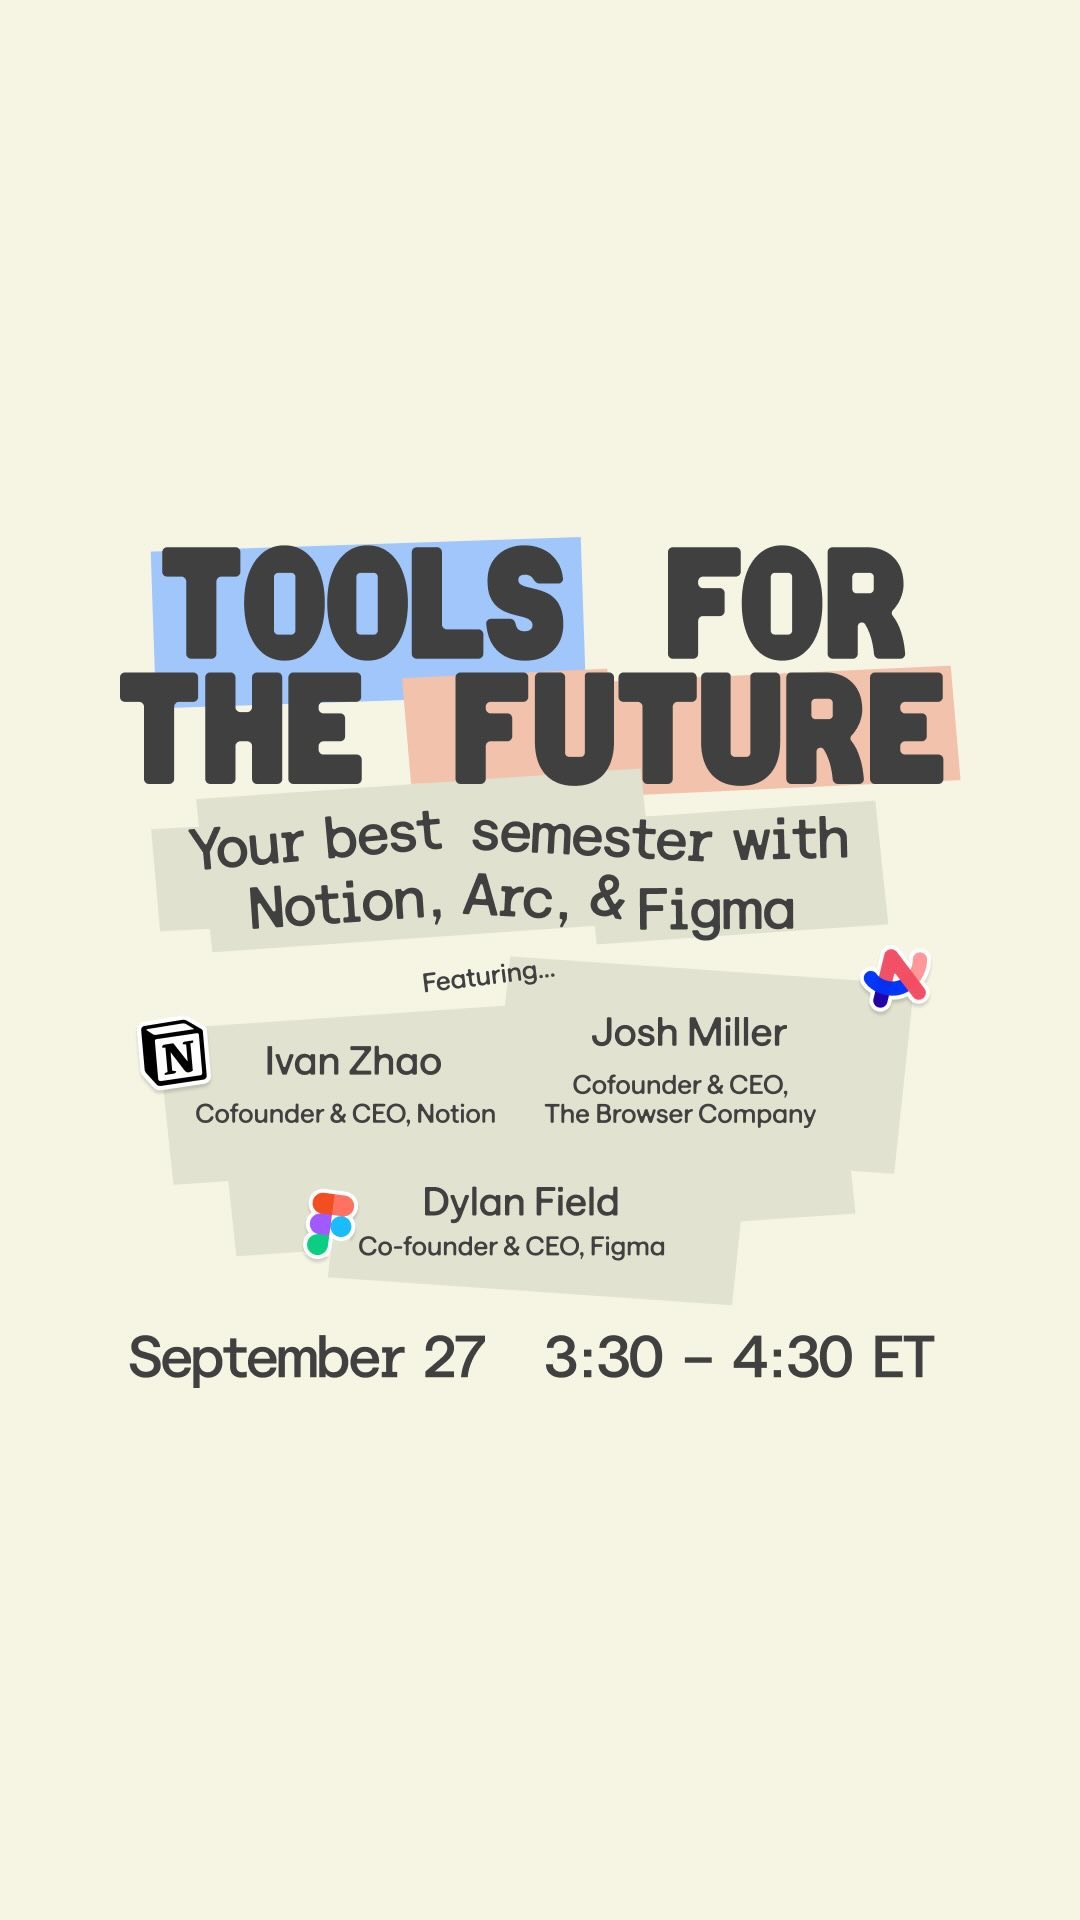 TOOLS FOR
THE FUTURE
Your best semester with
Notion, Arc, & Figma
Featuring...
N
Ivan Zhao
Cofounder & CEO, Notion
Josh Miller
Cofounder & CEO,
The Browser Company
Dylan Field
Co-founder & CEO, Figma
September 27 3:30 – 4:30 ET